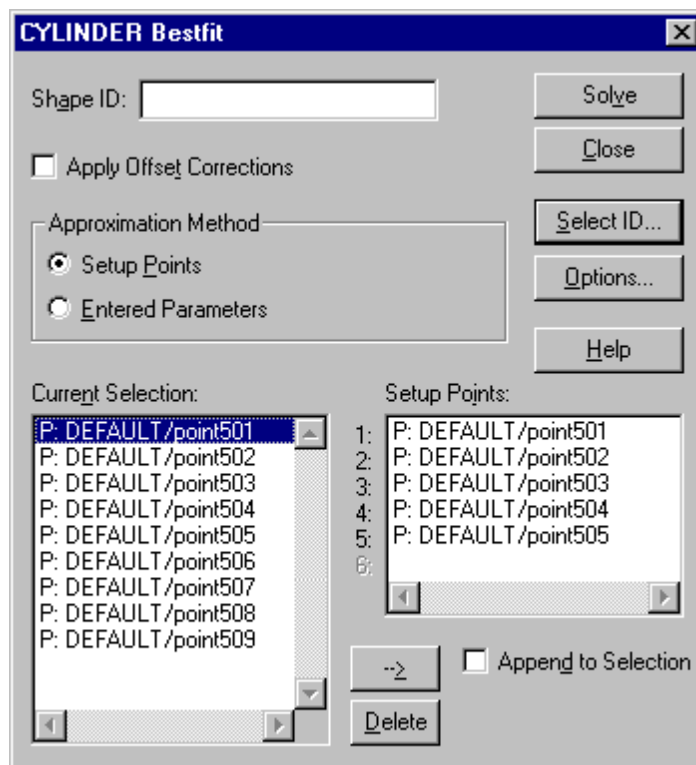 CYLINDER Bestfit
Shape ID:
Solve
Close
Apply Offset Corrections
Select ID...
Approximation Method
Setup Points
Options...
Entered Parameters
Help
Current Selection:
P: DEFAULT/point501
P: DEFAULT/point502
P: DEFAULT/point503
P: DEFAULT/point504
P: DEFAULT/point505
P: DEFAULT/point506
P: DEFAULT/point507
P: DEFAULT/point508
P: DEFAULT/point509
Setup Points:
1: P: DEFAULT/point501
2: P: DEFAULT/point502
3: P: DEFAULT/point503
4: P: DEFAULT/point504
5: P: DEFAULT/point505
6:
-->
Append to Selection
Delete